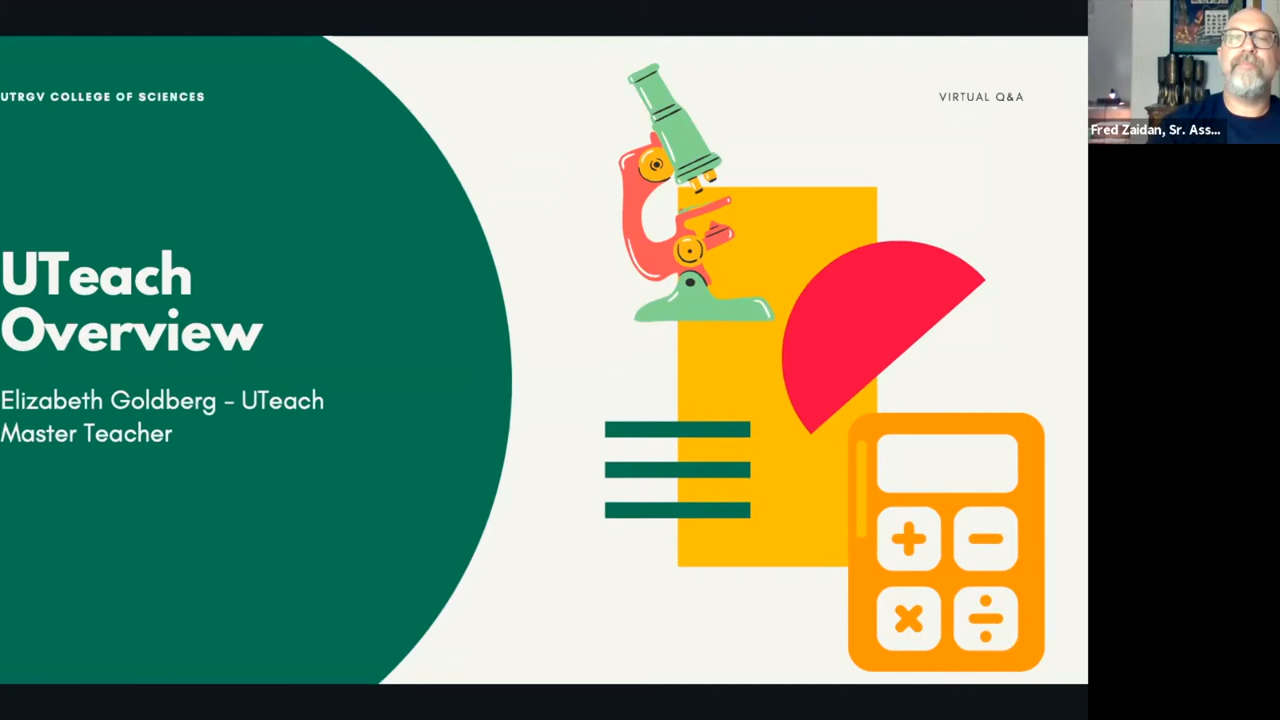 UTRGV COLLEGE OF SCIENCES
VIRTUAL Q&A
UTeach
Overview
Elizabeth Goldberg - UTeach
Master Teacher
Fred Zaidan, Sr. Ass...